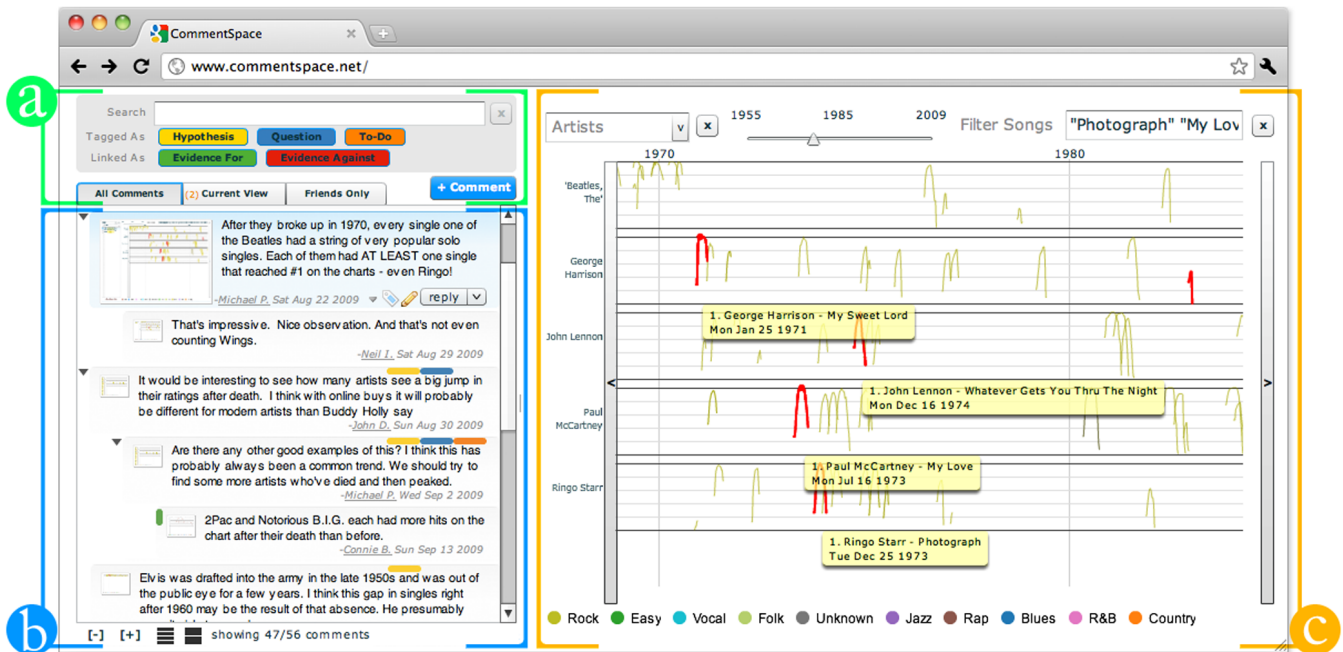 CommentSpace
www.commentspace.net/
a
Search
x
Tagged As Hypothesis Question To-Do
Linked As Evidence For Evidence Against
All Comments (2) Current View Friends Only + Comment
After they broke up in 1970, every single one of
the Beatles had a string of very popular solo
singles. Each of them had AT LEAST one single
that reached #1 on the charts - even Ringo!
-Michael P. Sat Aug 22 2009 reply
That's impressive. Nice observation. And that's not even
counting Wings.
-Neil I. Sat Aug 29 2009
It would be interesting to see how many artists see a big jump in
their ratings after death. I think with online buys it will probably
be different for modern artists than Buddy Holly say
-John D. Sun Aug 30 2009
Are there any other good examples of this? I think this has
probably always been a common trend. We should try to
find some more artists who've died and then peaked.
-Michael P. Wed Sep 2 2009
2Pac and Notorious B.I.G. each had more hits on the
chart after their death than before.
-Connie B. Sun Sep 13 2009
Elvis was drafted into the army in the late 1950s and was out of
the public eye for a few years. I think this gap in singles right
after 1960 may be the result of that absence. He presumably
b
[-] [+] showing 47/56 comments
Artists v x
1955 1985 2009
Filter Songs "Photograph" "My Lov x
1970 1980
'Beatles,
The'
George
Harrison
1. George Harrison - My Sweet Lord
Mon Jan 25 1971
John Lennon
< >
1. John Lennon - Whatever Gets You Thru The Night
Mon Dec 16 1974
Paul
McCartney
1. Paul McCartney - My Love
Mon Jul 16 1973
Ringo Starr
1. Ringo Starr - Photograph
Tue Dec 25 1973
Rock Easy Vocal Folk Unknown Jazz Rap Blues R&B Country
c